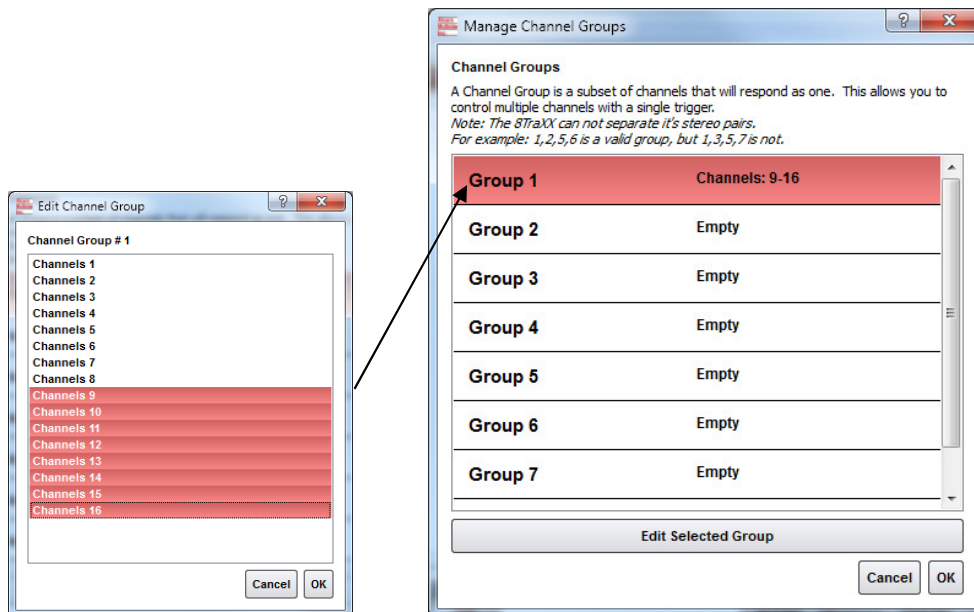 Edit Channel Group
Channel Group # 1
Channels 1
Channels 2
Channels 3
Channels 4
Channels 5
Channels 6
Channels 7
Channels 8
Channels 9
Channels 10
Channels 11
Channels 12
Channels 13
Channels 14
Channels 15
Channels 16
Cancel OK
Manage Channel Groups
Channel Groups
A Channel Group is a subset of channels that will respond as one. This allows you to
control multiple channels with a single trigger.
Note: The 8TraXX can not separate it's stereo pairs.
For example: 1,2,5,6 is a valid group, but 1,3,5,7 is not.
Group 1 Channels: 9-16
Group 2 Empty
Group 3 Empty
Group 4 Empty
Group 5 Empty
Group 6 Empty
Group 7 Empty
Edit Selected Group
Cancel OK